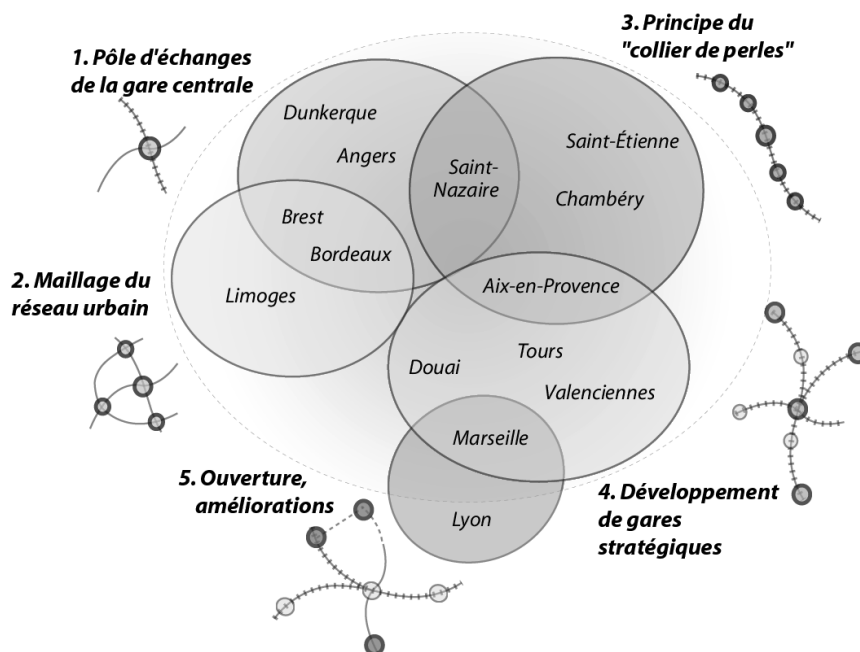 1. Pôle d'échanges
de la gare centrale
3. Principe du
"collier de perles"
Dunkerque
Angers
Saint-
Nazaire
Saint-Étienne
Chambéry
Brest
Bordeaux
2. Maillage du
réseau urbain
Limoges
Aix-en-Provence
Douai
Tours
Valenciennes
Marseille
5. Ouverture,
améliorations
Lyon
4. Développement
de gares
stratégiques